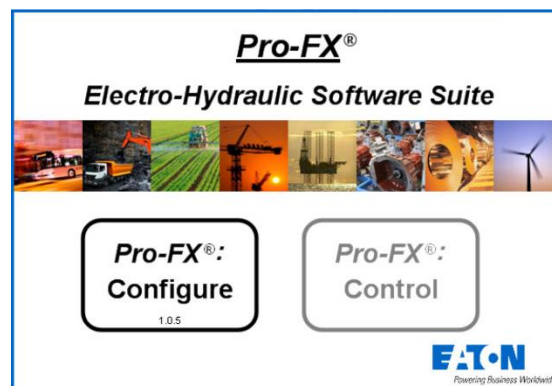 Pro-FX®
Electro-Hydraulic Software Suite
Pro-FX®:
Configure
1.0.5
Pro-FX®:
Control
EATON
Powering Business Worldwide